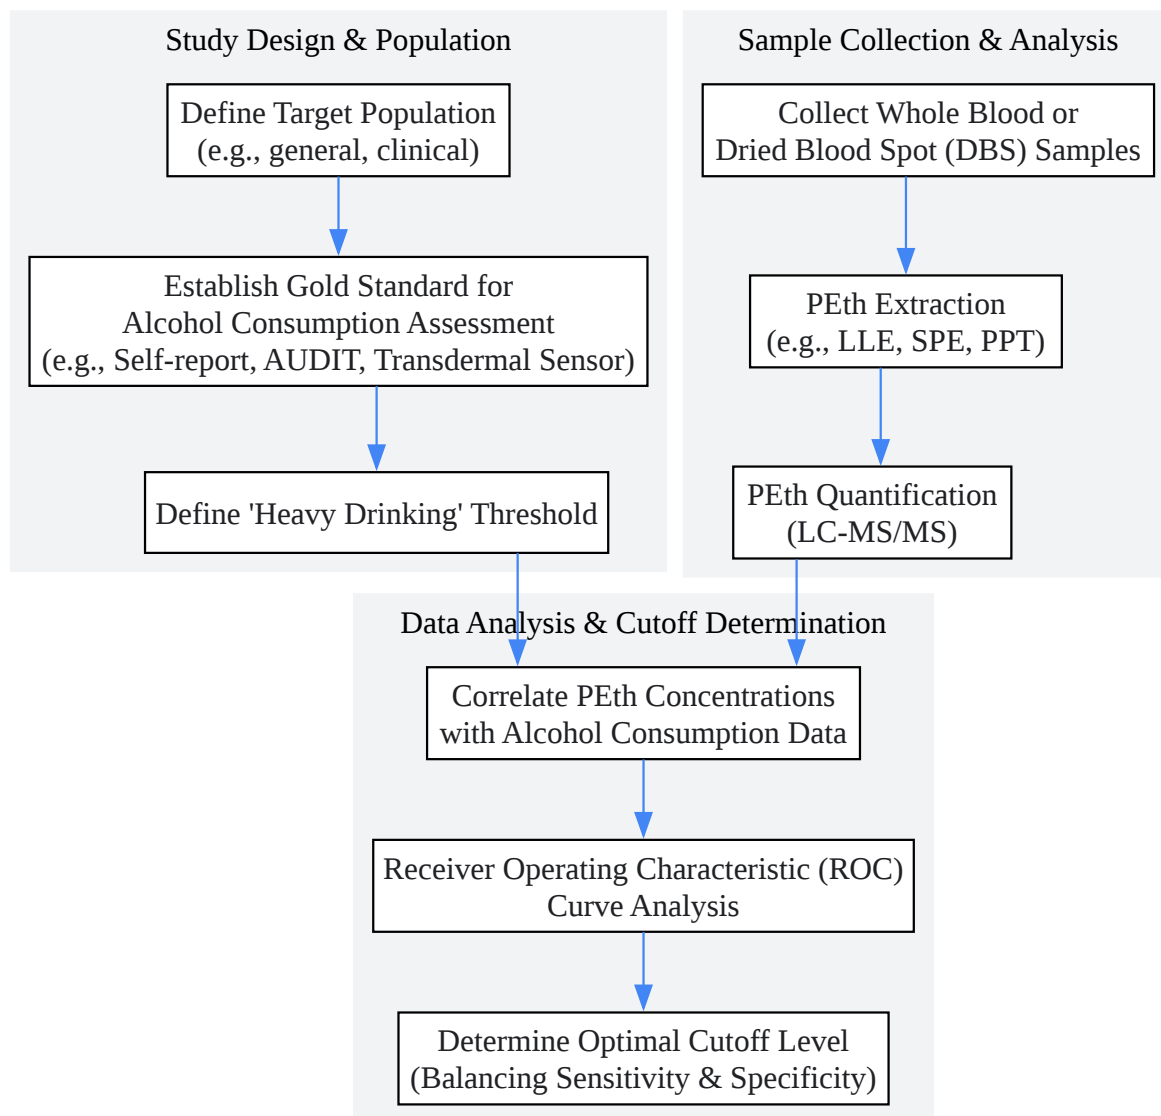 Study Design & Population
Define Target Population
(e.g., general, clinical)
Establish Gold Standard for
Alcohol Consumption Assessment
(e.g., Self-report, AUDIT, Transdermal Sensor)
Define 'Heavy Drinking' Threshold
Sample Collection & Analysis
Collect Whole Blood or
Dried Blood Spot (DBS) Samples
PEth Extraction
(e.g., LLE, SPE, PPT)
PEth Quantification
(LC-MS/MS)
Data Analysis & Cutoff Determination
Correlate PEth Concentrations
with Alcohol Consumption Data
Receiver Operating Characteristic (ROC)
Curve Analysis
Determine Optimal Cutoff Level
(Balancing Sensitivity & Specificity)